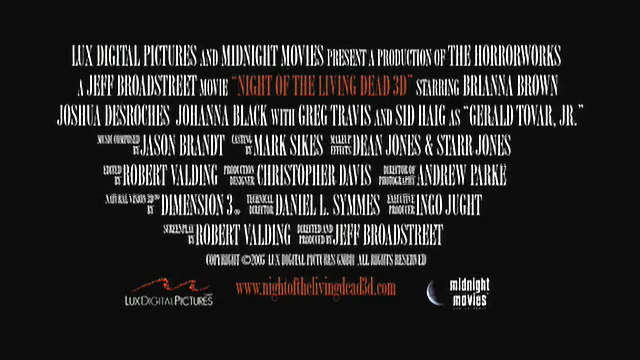 LUX DIGITAL PICTURES AND MIDNIGHT MOVIES PRESENT A PRODUCTION OF THE HORRORWORKS
A JEFF BROADSTREET MOVIE "NIGHT OF THE LIVING DEAD 3D" STARRING BRIANNA BROWN
JOSHUA DESROCHES JOHANNA BLACK WITH GREG TRAVIS AND SID HAIG AS "GERALD TOVAR, JR."
MUSIC COMPOSED BY JASON BRANDT CASTING BY MARK SIKES MAKEUP EFFECTS DEAN JONES & STARR JONES
EDITED BY ROBERT VALDING PRODUCTION DESIGNER CHRISTOPHER DAVIS DIRECTOR OF PHOTOGRAPHY ANDREW PARKE
NATURAL VISION 3D® BY DIMENSION 3® TECHNICAL DIRECTOR DANIEL L. SYMMES EXECUTIVE PRODUCER INGO JUGHT
SCREENPLAY BY ROBERT VALDING DIRECTED AND PRODUCED BY JEFF BROADSTREET
COPYRIGHT ©2005 LUX DIGITAL PICTURES GMBH ALL RIGHTS RESERVED
LUX DIGITAL PICTURES
www.nightofthelivingdead3d.com
midnight
movies